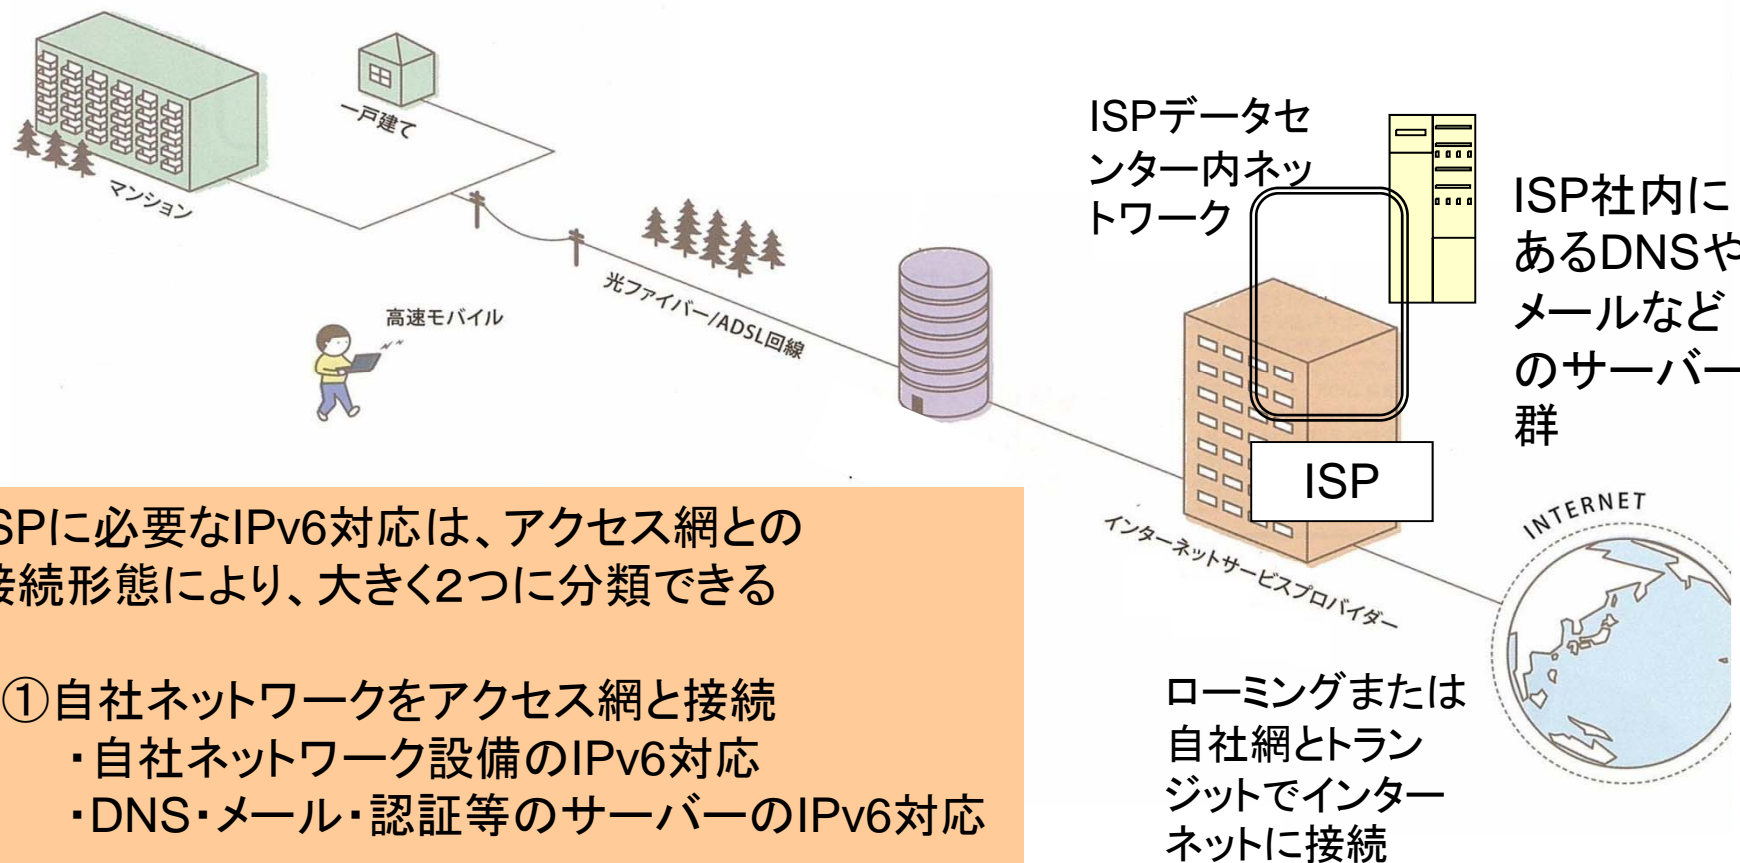 一戸建て
マンション
高速モバイル
光ファイバー/ADSL回線
ISPデータセ
ンター内ネッ
トワーク
ISP社内に
あるDNSや
メールなど
のサーバー
群
ISP
インターネットサービスプロバイダー
INTERNET
SPに必要なIPv6対応は、アクセス網との
接続形態により、大きく2つに分類できる
①自社ネットワークをアクセス網と接続
・自社ネットワーク設備のIPv6対応
・DNS・メール・認証等のサーバーのIPv6対応
ローミングまたは
自社網とトラン
ジットでインター
ネットに接続